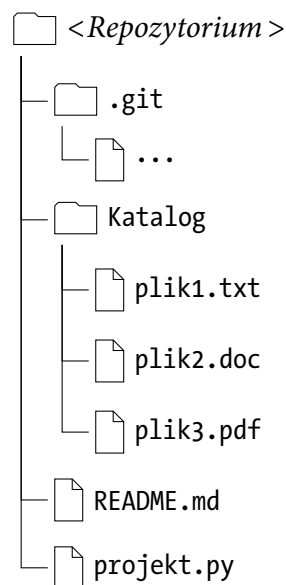 <Repozytorium>
.git
...
Katalog
plik1.txt
plik2.doc
plik3.pdf
README.md
projekt.py